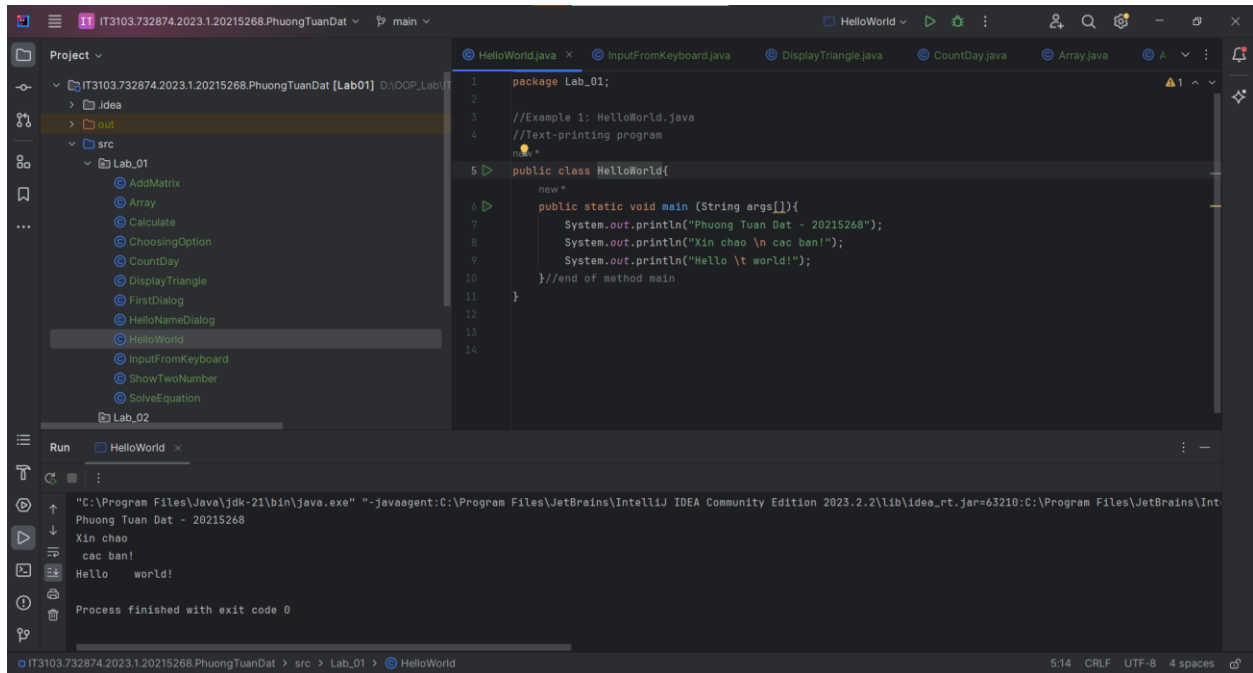 IT IT3103.732874.2023.1.20215268.PhuongTuanDat main HelloWorld
Project
IT3103.732874.2023.1.20215268.PhuongTuanDat [Lab01] D:\OOP_Lab\IT
.idea
out
src
Lab_01
AddMatrix
Array
Calculate
ChoosingOption
CountDay
DisplayTriangle
FirstDialog
HelloNameDialog
HelloWorld
InputFromKeyboard
ShowTwoNumber
SolveEquation
Lab_02
HelloWorld.java InputFromKeyboard.java DisplayTriangle.java CountDay.java Array.java A
1 package Lab_01;
1
2
3 //Example 1: HelloWorld.java
4 //Text-printing program
new *
5 public class HelloWorld{
new *
6 public static void main (String args[]){
7 System.out.println("Phuong Tuan Dat - 20215268");
8 System.out.println("Xin chao \n cac ban!");
9 System.out.println("Hello \t world!");
10 }//end of method main
11 }
12
13
14
Run HelloWorld
"C:\Program Files\Java\jdk-21\bin\java.exe" "-javaagent:C:\Program Files\JetBrains\IntelliJ IDEA Community Edition 2023.2.2\lib\idea_rt.jar=63210:C:\Program Files\JetBrains\Int
Phuong Tuan Dat - 20215268
Xin chao
cac ban!
Hello world!
Process finished with exit code 0
IT3103.732874.2023.1.20215268.PhuongTuanDat > src > Lab_01 > HelloWorld 5:14 CRLF UTF-8 4 spaces